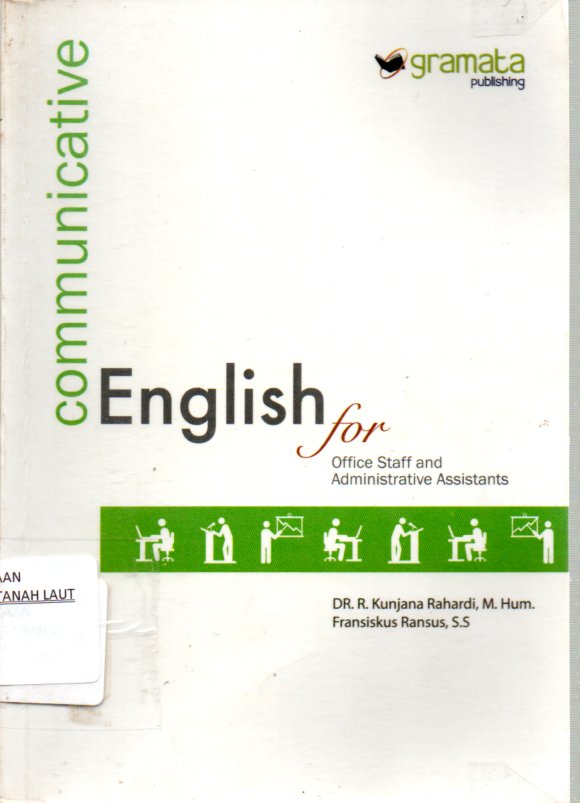 gramata
publishing
communicative
English for
Office Staff and
Administrative Assistants
DR. R. Kunjana Rahardi, M. Hum.
Fransiskus Ransus, S.S
AAN
TANAH LAUT